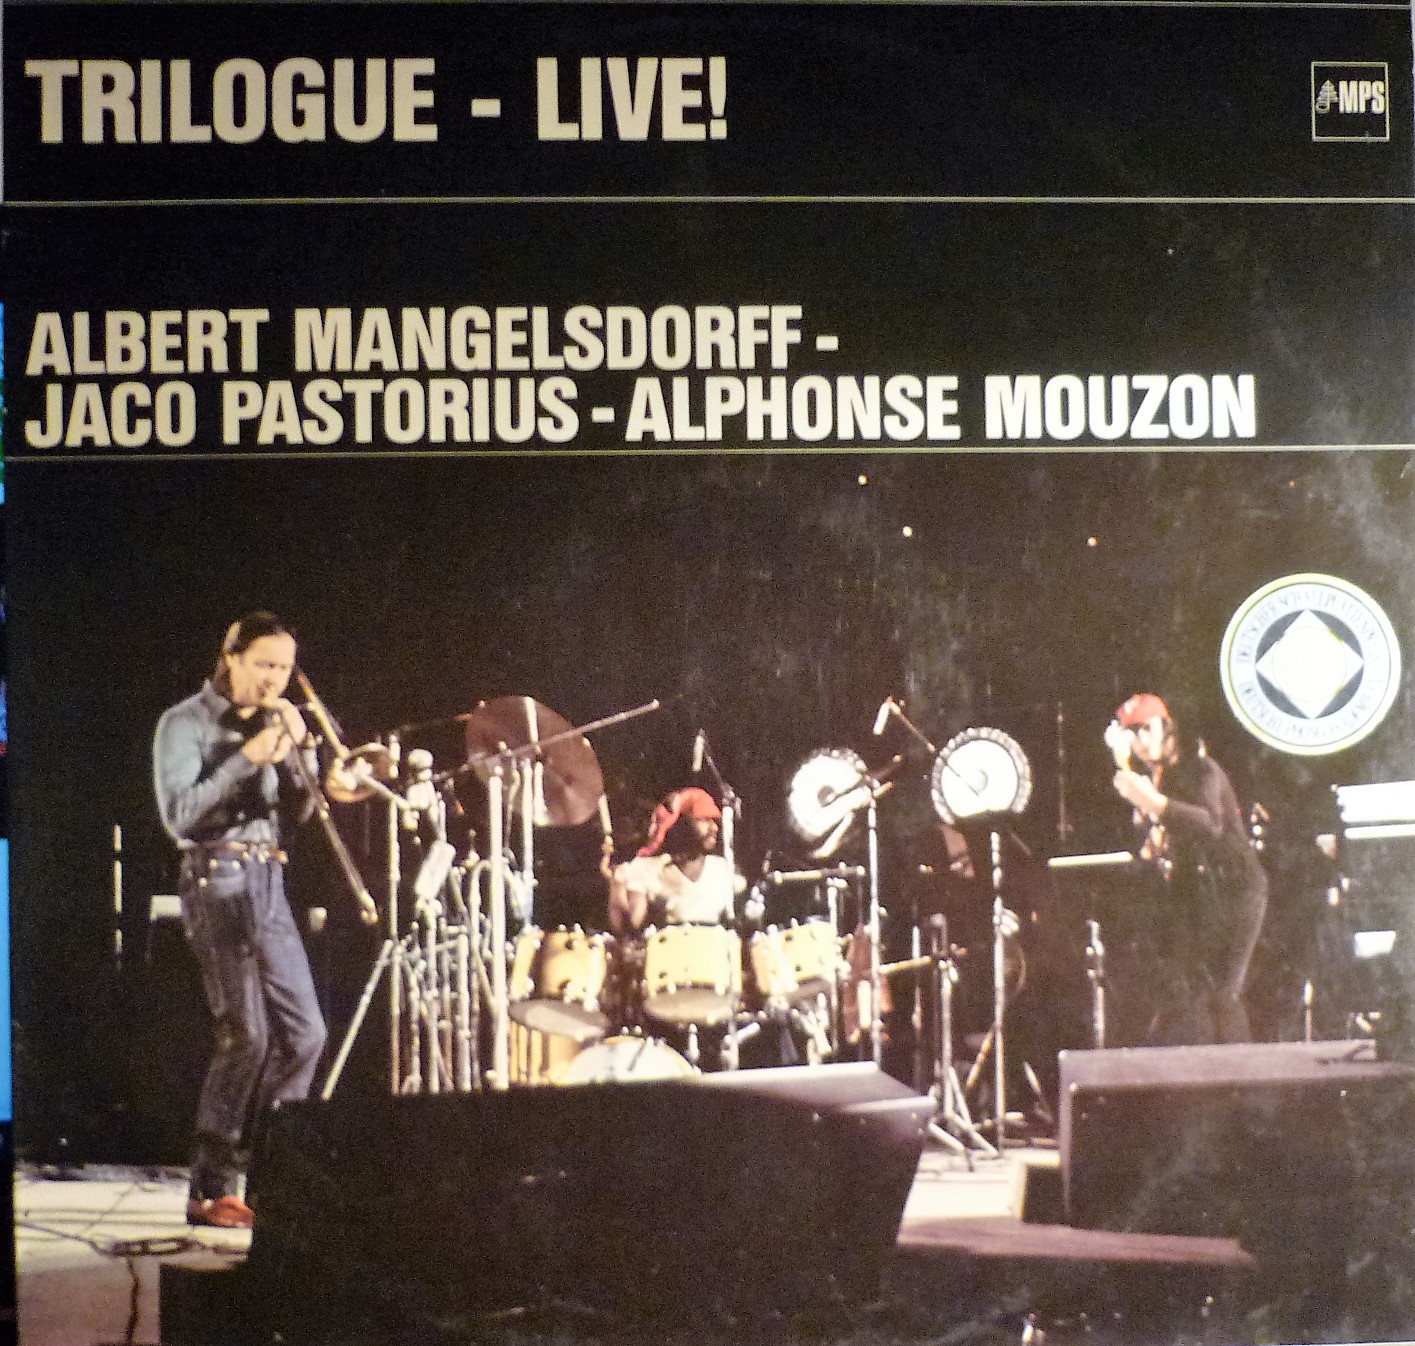 TRILOGUE - LIVE!
MPS
ALBERT MANGELSDORFF -
JACO PASTORIUS - ALPHONSE MOUZON